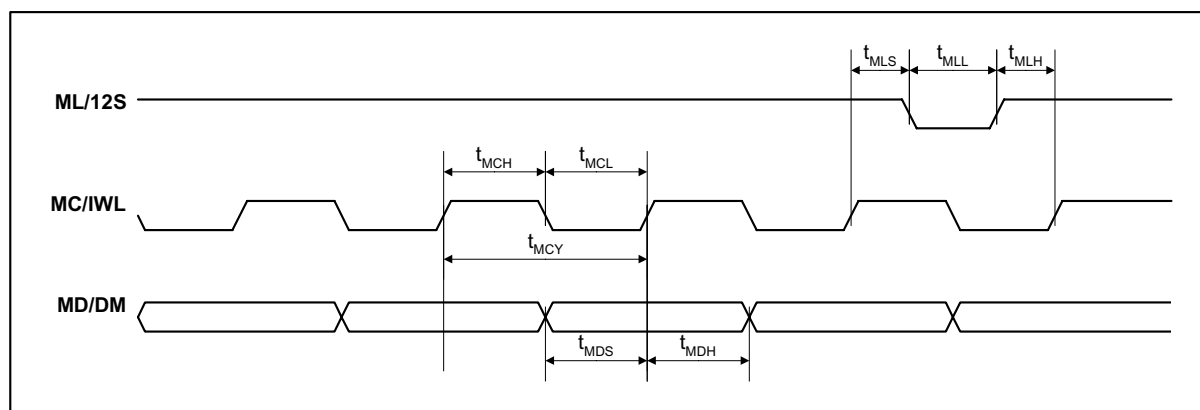 tMLS tMLL tMLH
ML/12S
tMCH tMCL
MC/IWL
tMCY
MD/DM
tMDS tMDH